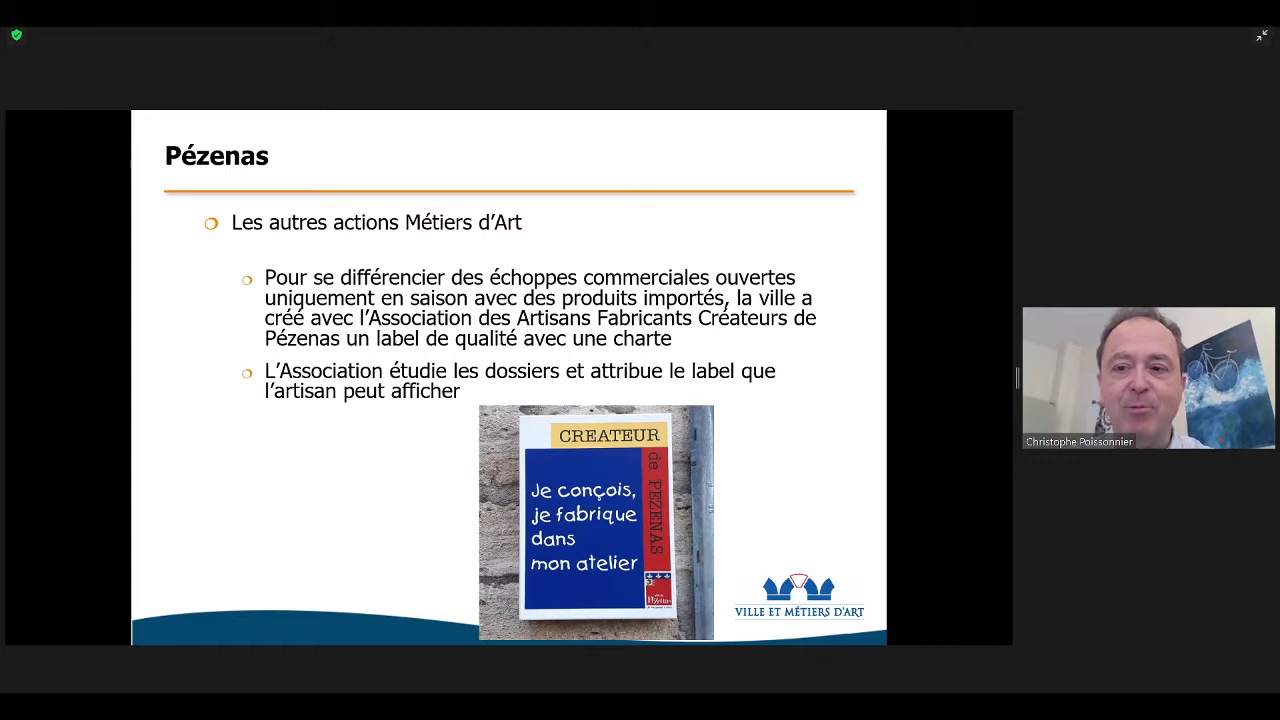 Pézenas
Les autres actions Métiers d'Art
Pour se différencier des échoppes commerciales ouvertes
uniquement en saison avec des produits importés, la ville a
créé avec l'Association des Artisans Fabricants Créateurs de
Pézenas un label de qualité avec une charte
L'Association étudie les dossiers et attribue le label que
l'artisan peut afficher
CREATEUR
de PEZENAS
Je conçois,
je fabrique
dans
mon atelier
Pézenas
VILLE ET MÉTIERS D'ART
Christophe Poissonnier